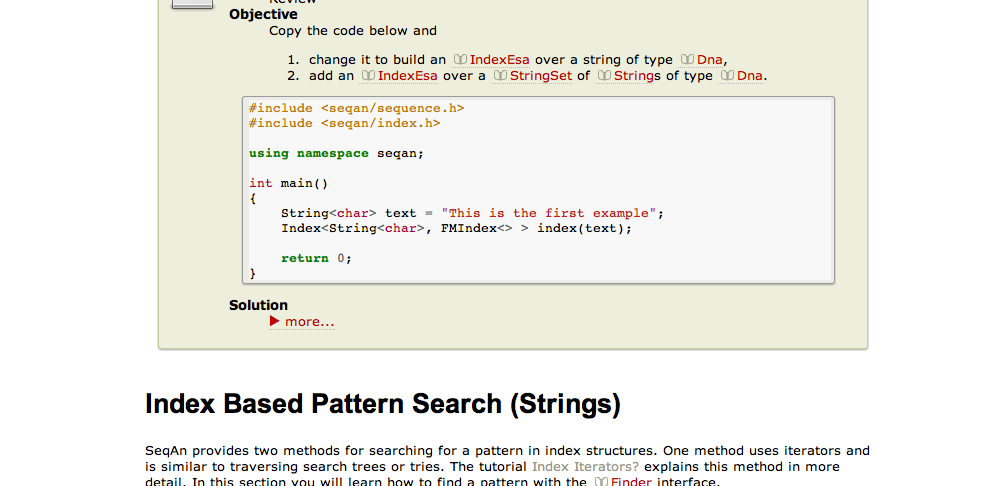 Review
Objective
Copy the code below and
1. change it to build an IndexEsa over a string of type Dna,
2. add an IndexEsa over a StringSet of Strings of type Dna.
#include <seqan/sequence.h>
#include <seqan/index.h>
using namespace seqan;
int main()
{
String<char> text = "This is the first example";
Index<String<char>, FMIndex<> > index(text);
return 0;
}
Solution
more...
Index Based Pattern Search (Strings)
SeqAn provides two methods for searching for a pattern in index structures. One method uses iterators and
is similar to traversing search trees or tries. The tutorial Index Iterators? explains this method in more
detail. In this section you will learn how to find a pattern with the Finder interface.